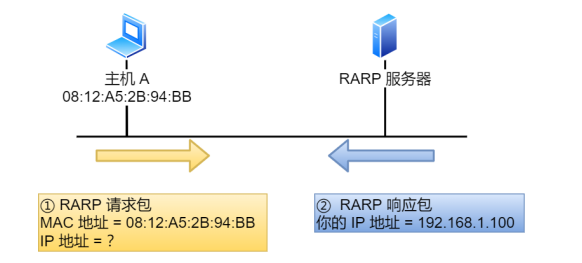 主机 A
08:12:A5:2B:94:BB
RARP 服务器
① RARP 请求包
MAC 地址 = 08:12:A5:2B:94:BB
IP 地址 = ?
② RARP 响应包
你的 IP 地址 = 192.168.1.100